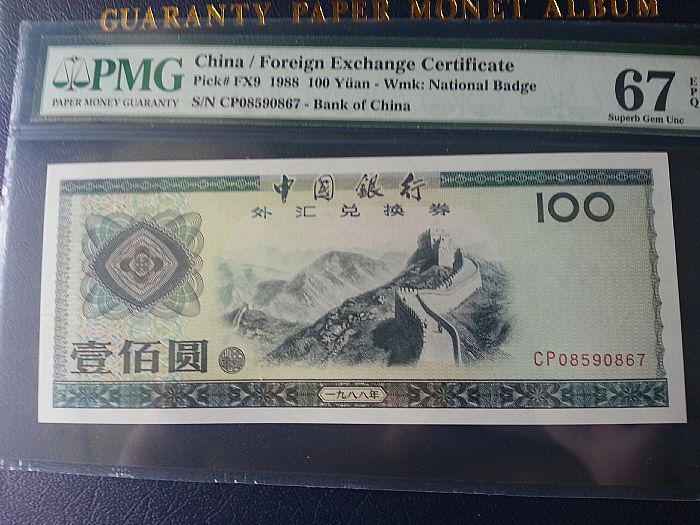 GUARANTY PAPER MONEY ALBUM
PMG
PAPER MONEY GUARANTY
China / Foreign Exchange Certificate
Pick# FX9 1988 100 Yüan - Wmk: National Badge
S/N CP08590867 - Bank of China
67 EPQ
Superb Gem Unc
中国銀行
外汇兑换券
100
壹佰圆
CP08590867
一九八八年